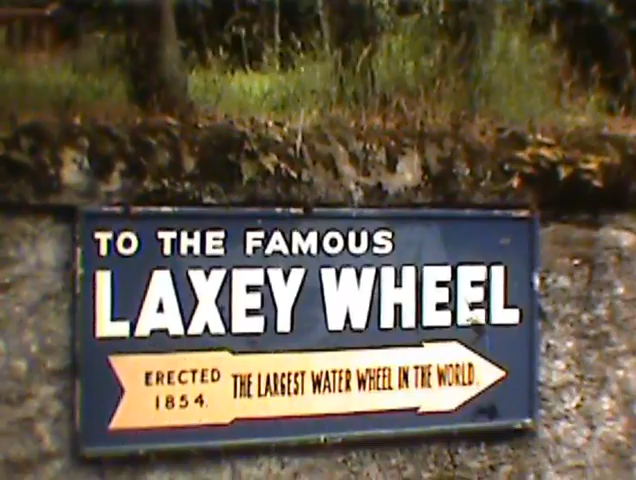 TO THE FAMOUS
LAXEY WHEEL
ERECTED
1854.
THE LARGEST WATER WHEEL IN THE WORLD.